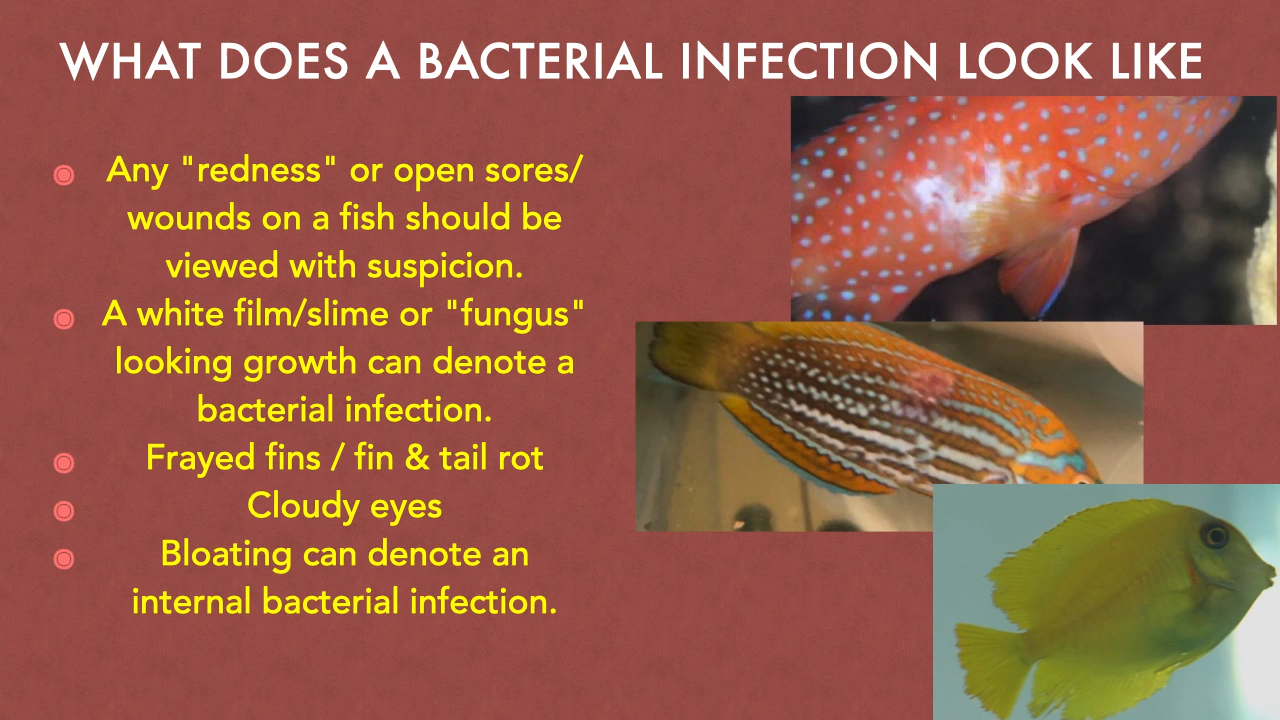 WHAT DOES A BACTERIAL INFECTION LOOK LIKE
Any "redness" or open sores/
wounds on a fish should be
viewed with suspicion.
A white film/slime or "fungus"
looking growth can denote a
bacterial infection.
Frayed fins / fin & tail rot
Cloudy eyes
Bloating can denote an
internal bacterial infection.